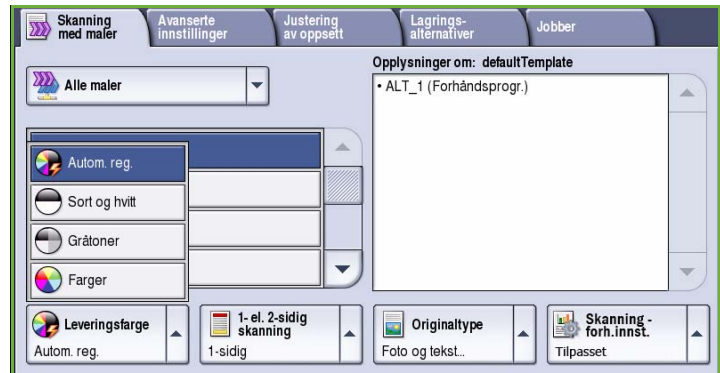 Skanning
med maler
Avanserte
innstillinger
Justering
av oppsett
Lagrings-
alternativer
Jobber
Alle maler
Opplysninger om: defaultTemplate
• ALT_1 (Forhåndsprogr.)
Autom. reg.
Sort og hvitt
Gråtoner
Farger
Leveringsfarge
Autom. reg.
1- el. 2-sidig
skanning
1-sidig
Originaltype
Foto og tekst...
Skanning -
forh.innst.
Tilpasset